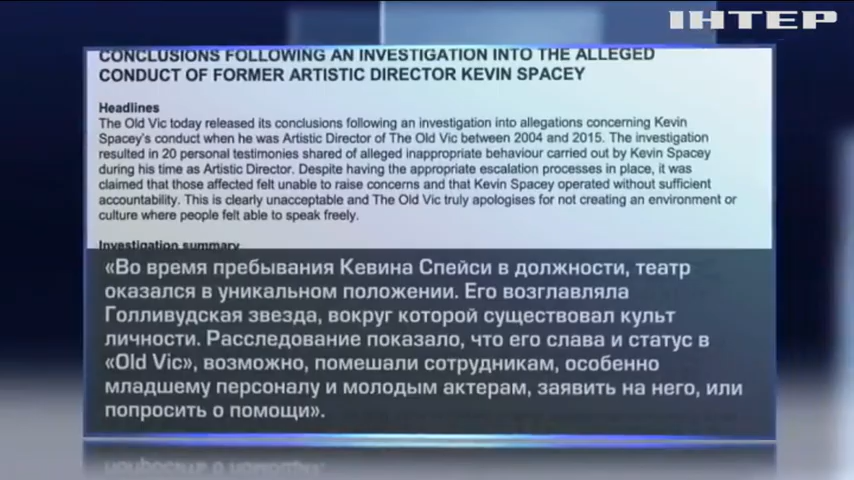 ІНТЕР
CONCLUSIONS FOLLOWING AN INVESTIGATION INTO THE ALLEGED
CONDUCT OF FORMER ARTISTIC DIRECTOR KEVIN SPACEY
Headlines
The Old Vic today released its conclusions following an investigation into allegations concerning Kevin
Spacey's conduct when he was Artistic Director of The Old Vic between 2004 and 2015. The investigation
resulted in 20 personal testimonies shared of alleged inappropriate behaviour carried out by Kevin Spacey
during his time as Artistic Director. Despite having the appropriate escalation processes in place, it was
claimed that those affected felt unable to raise concerns and that Kevin Spacey operated without sufficient
accountability. This is clearly unacceptable and The Old Vic truly apologises for not creating an environment or
culture where people felt able to speak freely.
Investigation summary
«Во время пребывания Кевина Спейси в должности, театр
оказался в уникальном положении. Его возглавляла
Голливудская звезда, вокруг которой существовал культ
личности. Расследование показало, что его слава и статус в
«Old Vic», возможно, помешали сотрудникам, особенно
младшему персоналу и молодым актерам, заявить на него, или
попросить о помощи».